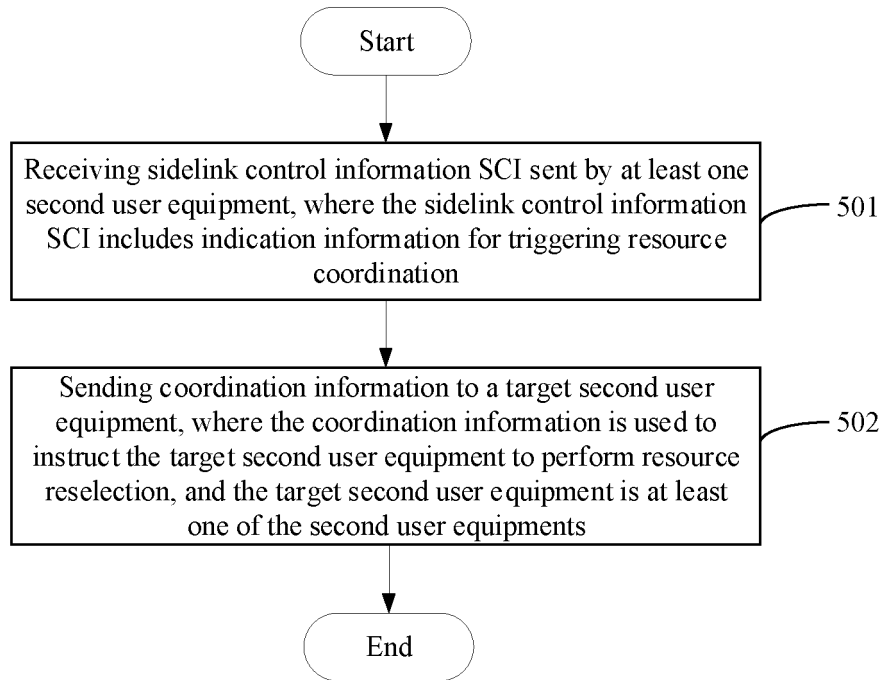 Start
Receiving sidelink control information SCI sent by at least one
second user equipment, where the sidelink control information
SCI includes indication information for triggering resource
coordination
501
Sending coordination information to a target second user
equipment, where the coordination information is used to
instruct the target second user equipment to perform resource
reselection, and the target second user equipment is at least
one of the second user equipments
502
End